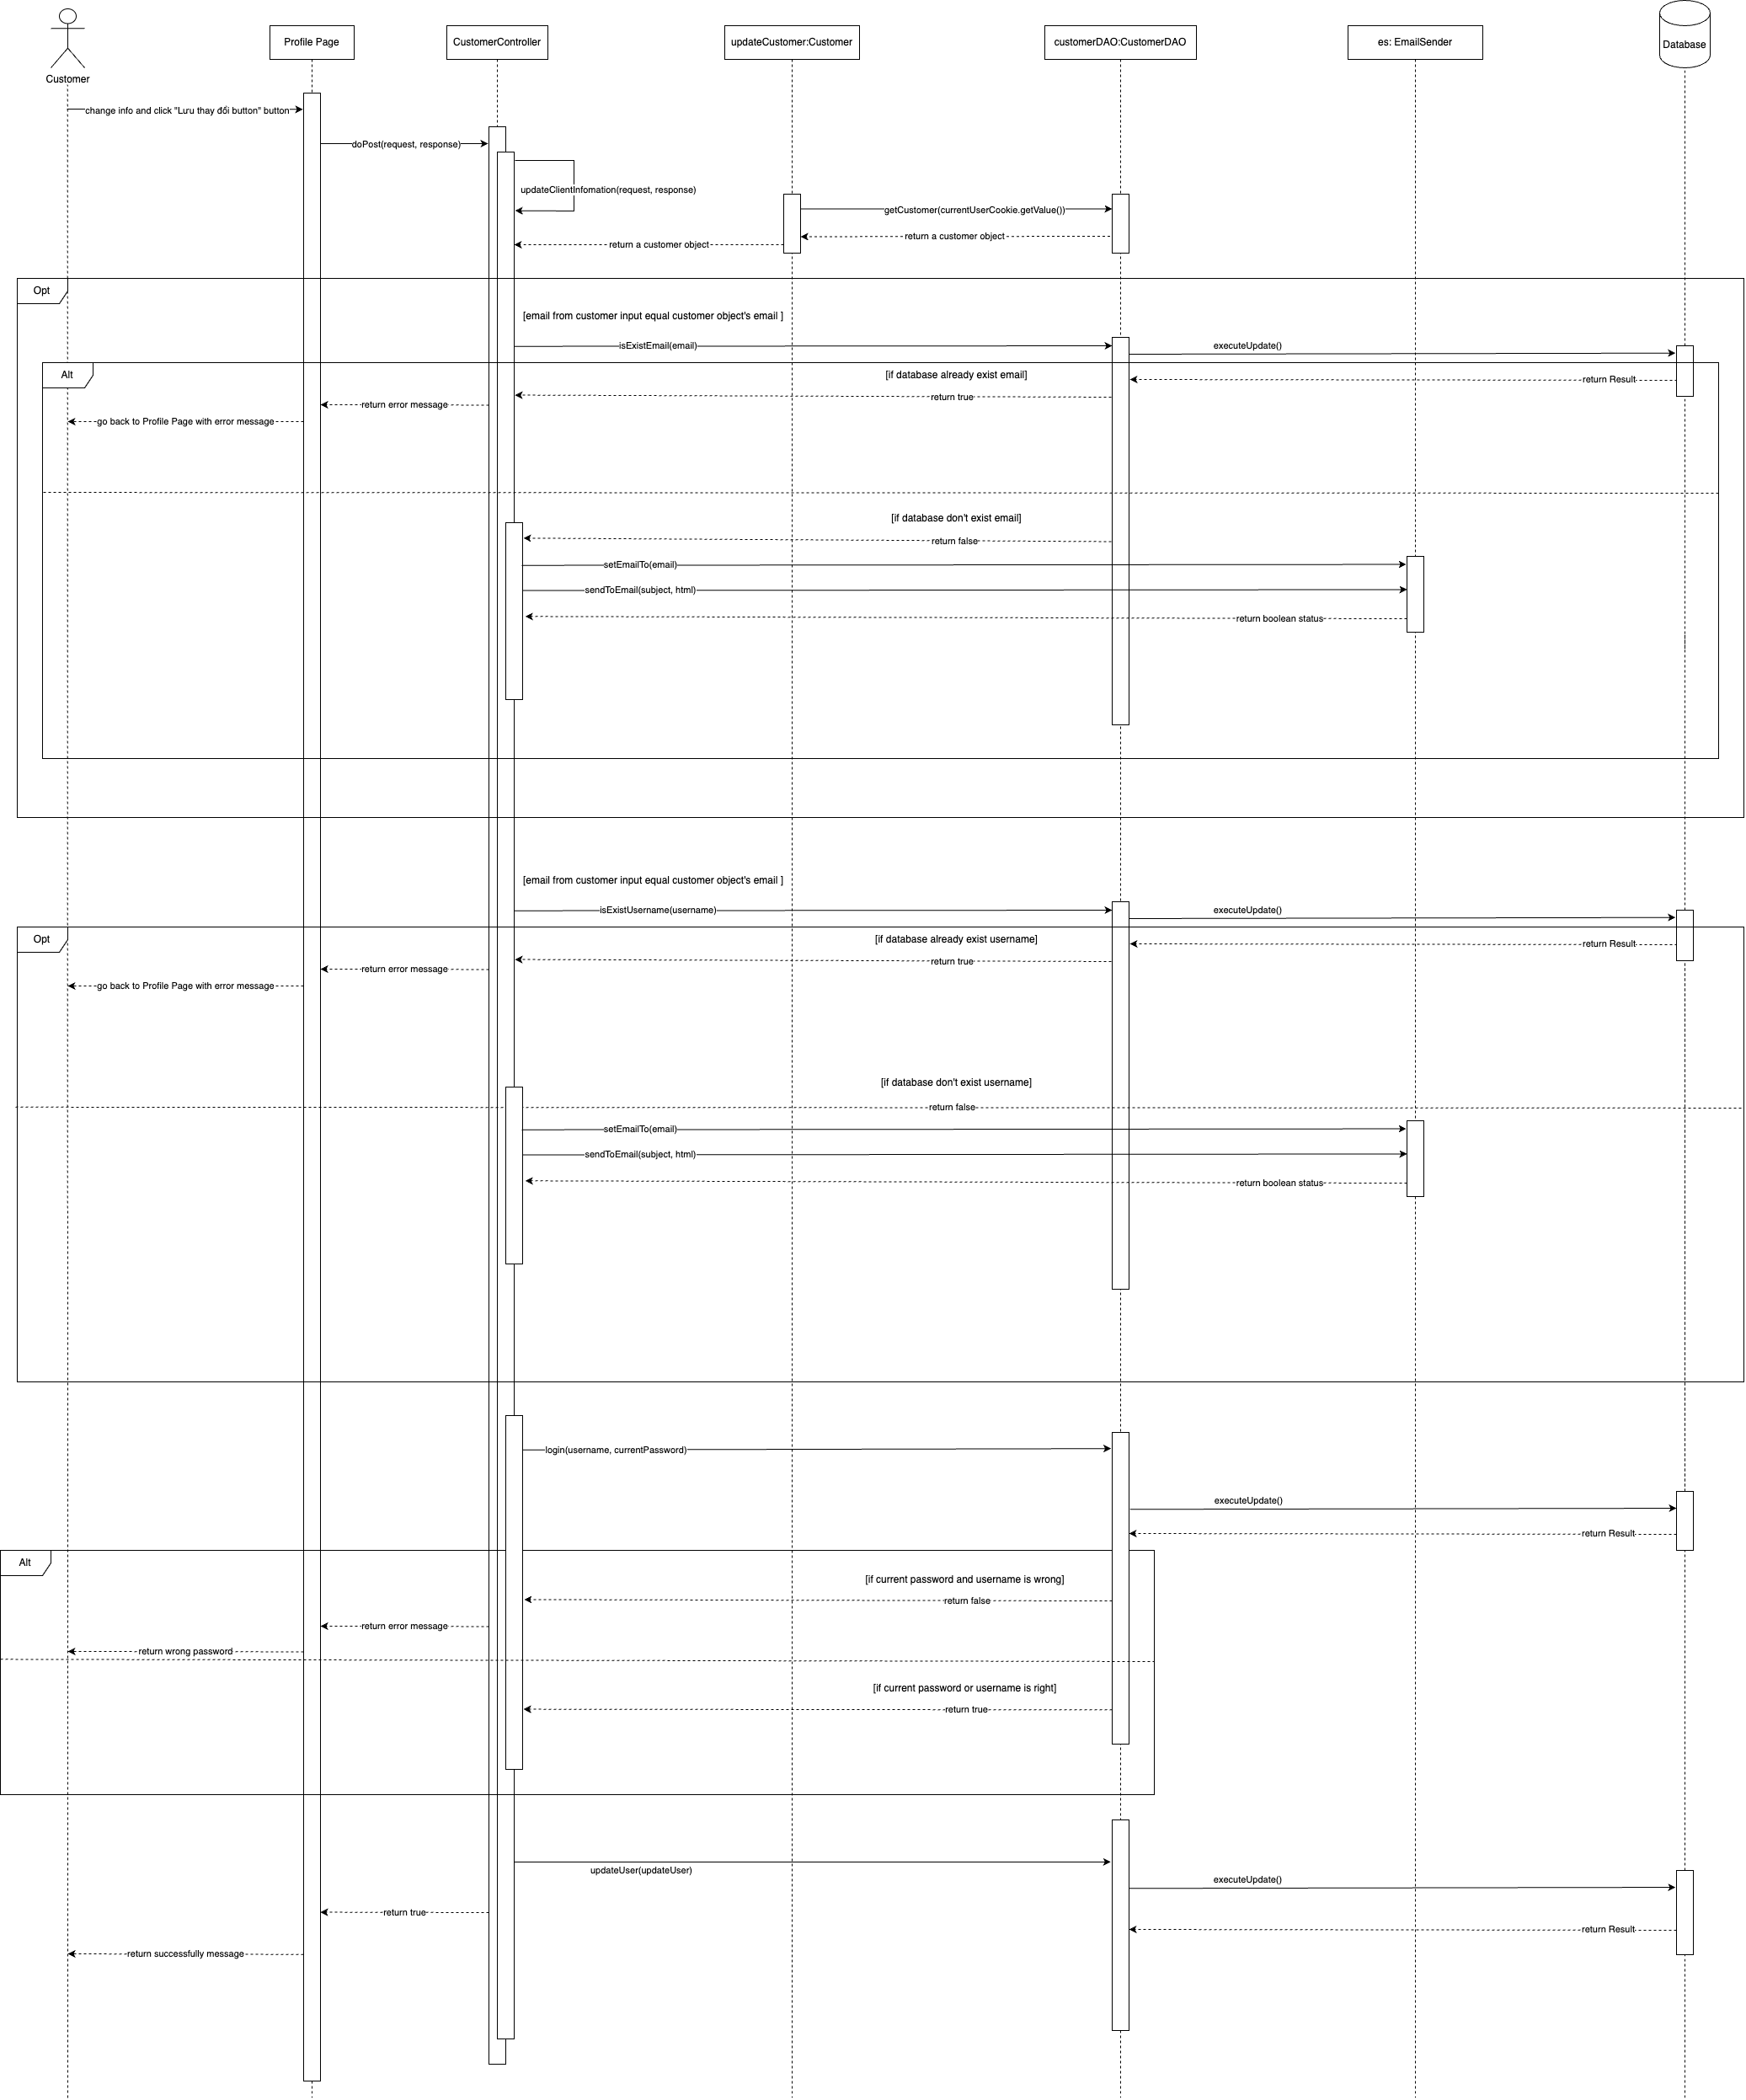 Customer
Profile Page
CustomerController
updateCustomer:Customer
customerDAO:CustomerDAO
es: EmailSender
Database
change info and click "Lưu thay đổi button" button
doPost(request, response)
updateClientInfomation(request, response)
getCustomer(currentUserCookie.getValue())
return a customer object
return a customer object
Opt
[email from customer input equal customer object's email ]
isExistEmail(email)
executeUpdate()
Alt
[if database already exist email]
return Result
return true
return error message
go back to Profile Page with error message
[if database don't exist email]
return false
setEmailTo(email)
sendToEmail(subject, html)
return boolean status
[email from customer input equal customer object's email ]
isExistUsername(username)
executeUpdate()
Opt
[if database already exist username]
return Result
return true
return error message
go back to Profile Page with error message
[if database don't exist username]
return false
setEmailTo(email)
sendToEmail(subject, html)
return boolean status
login(username, currentPassword)
executeUpdate()
return Result
Alt
[if current password and username is wrong]
return false
return error message
return wrong password
[if current password or username is right]
return true
updateUser(updateUser)
executeUpdate()
return true
return Result
return successfully message